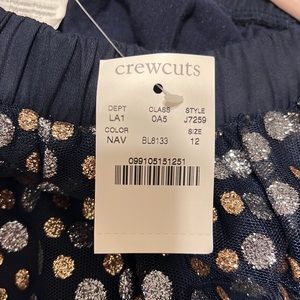 crewcuts
DEPT CLASS STYLE
LA1 0A5 J7259
COLOR SIZE
NAV BL8133 12
099105151251